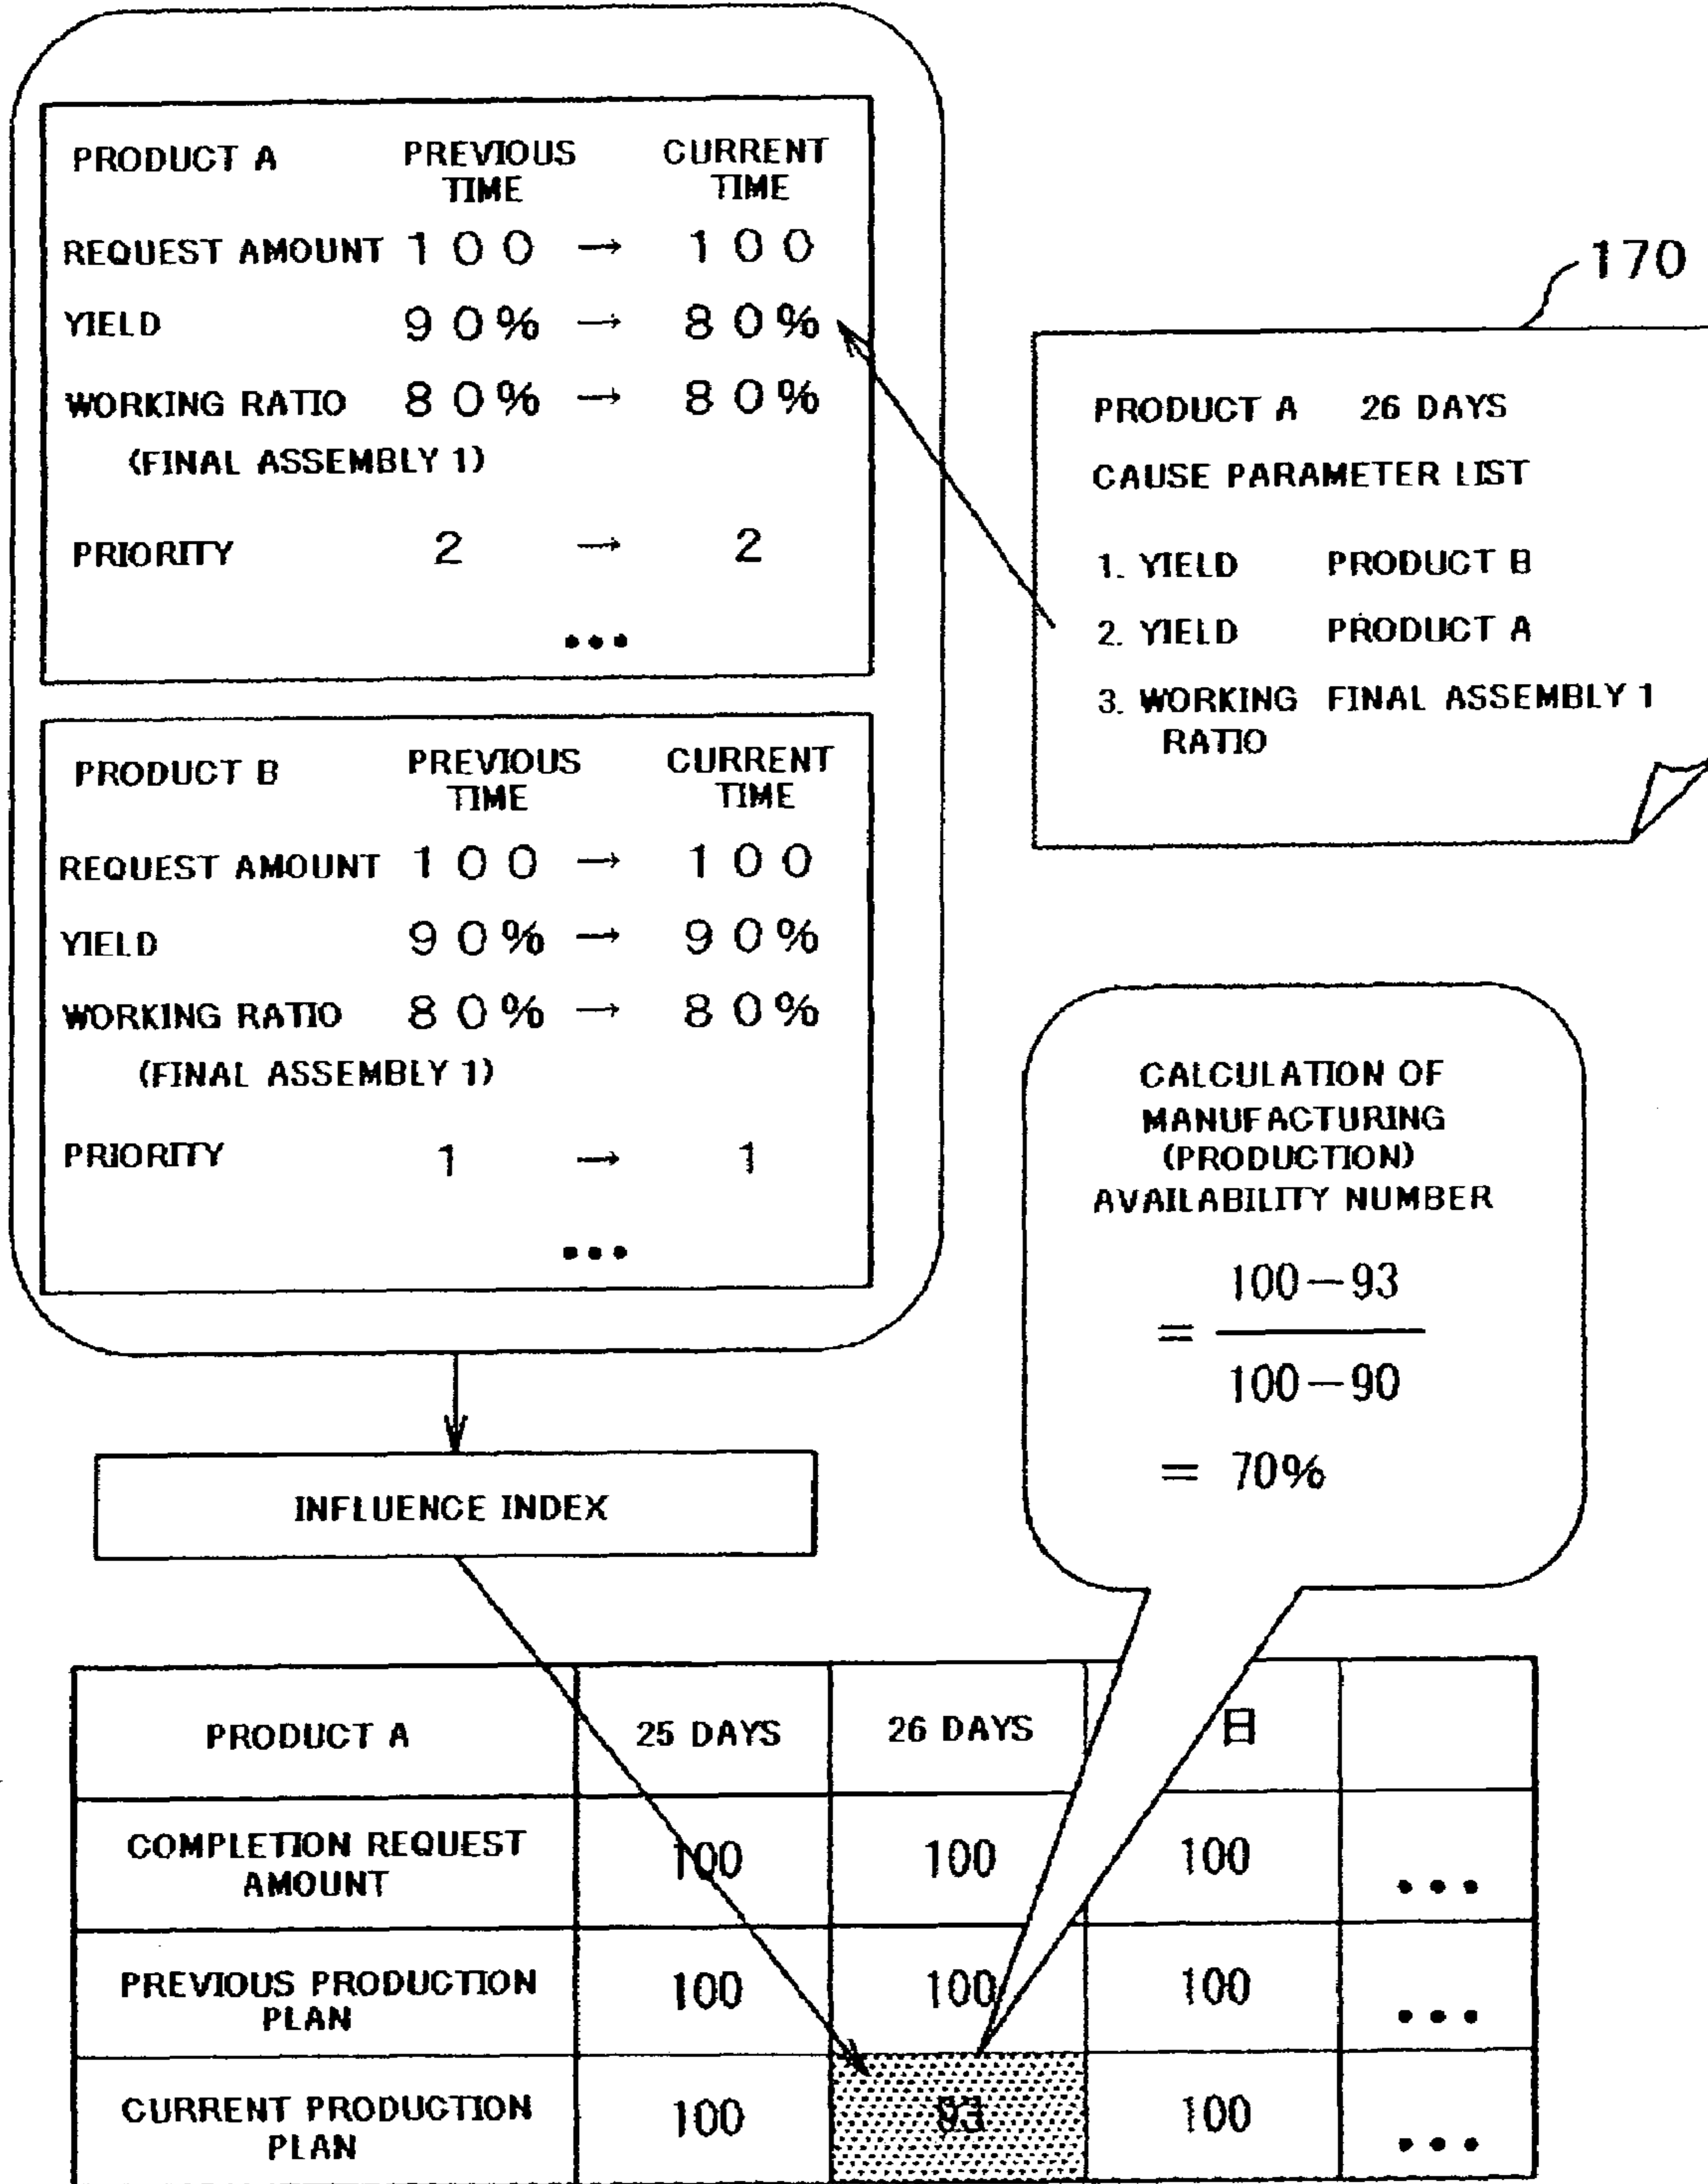 PRODUCT A PREVIOUS TIME CURRENT TIME
REQUEST AMOUNT 100 → 100
YIELD 90% → 80%
WORKING RATIO 80% → 80%
(FINAL ASSEMBLY 1)
PRIORITY 2 → 2
•••
PRODUCT B PREVIOUS TIME CURRENT TIME
REQUEST AMOUNT 100 → 100
YIELD 90% → 90%
WORKING RATIO 80% → 80%
(FINAL ASSEMBLY 1)
PRIORITY 1 → 1
•••
INFLUENCE INDEX
170
PRODUCT A 26 DAYS
CAUSE PARAMETER LIST
1. YIELD PRODUCT B
2. YIELD PRODUCT A
3. WORKING FINAL ASSEMBLY 1
RATIO
CALCULATION OF
MANUFACTURING
(PRODUCTION)
AVAILABILITY NUMBER
100-93
=
100-90
= 70%
PRODUCT A 25 DAYS 26 DAYS 日
COMPLETION REQUEST AMOUNT 100 100 100 •••
PREVIOUS PRODUCTION PLAN 100 100 100 •••
CURRENT PRODUCTION PLAN 100 93 100 •••